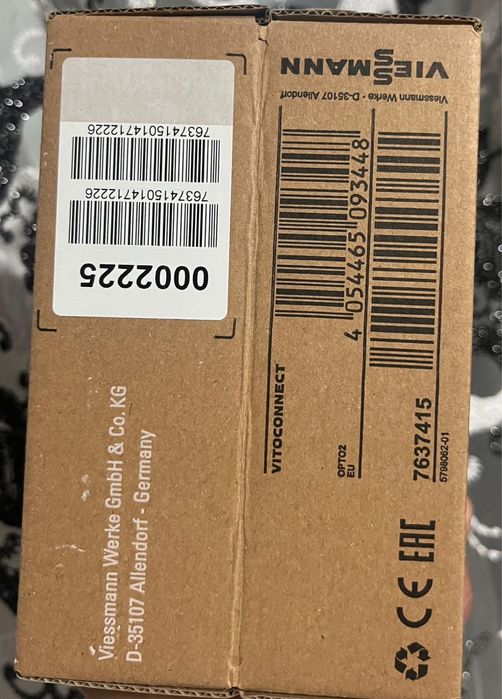 7637415014712226
7637415014712226
0002225
Viessmann Werke GmbH & Co. KG
D-35107 Allendorf - Germany
VIESSMANN
Viessmann Werke • D-35107 Allendorf
4 054465 093448
VITOCONNECT
OPTO2
EU
7637415
5798062-01
CE EAC